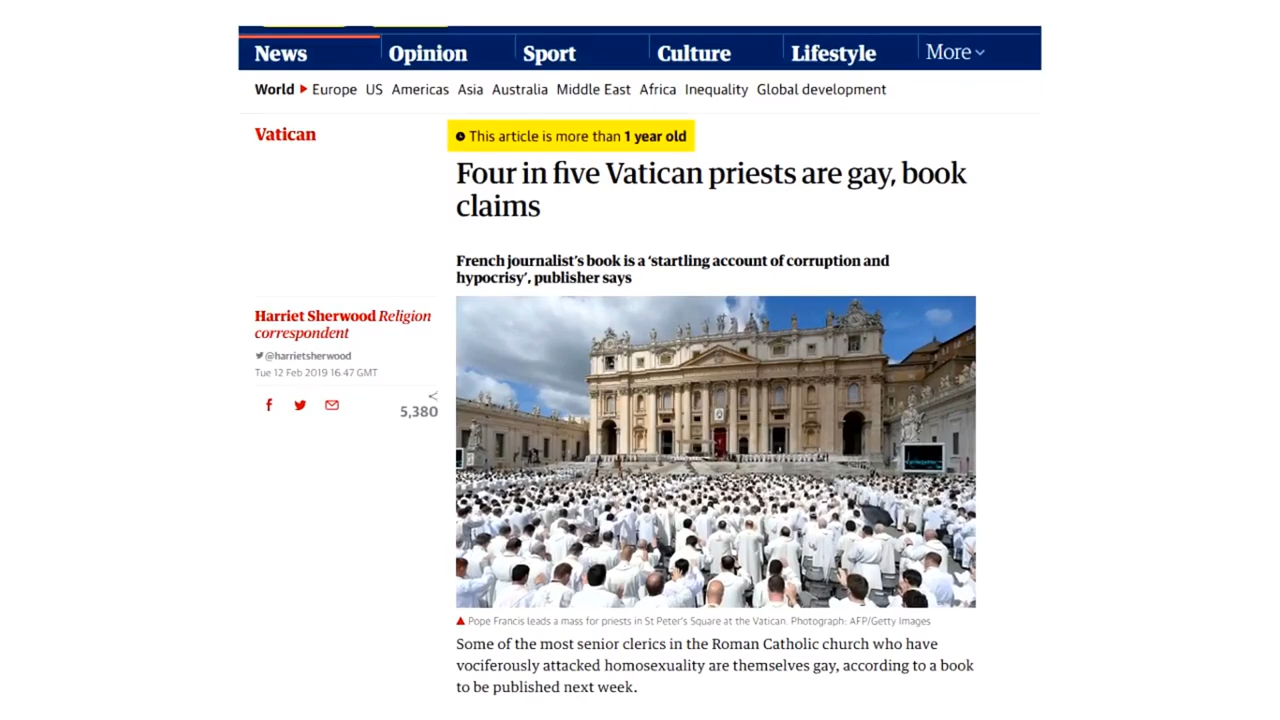 News Opinion Sport Culture Lifestyle More
World Europe US Americas Asia Australia Middle East Africa Inequality Global development
Vatican
This article is more than 1 year old
Four in five Vatican priests are gay, book
claims
French journalist's book is a ‘startling account of corruption and
hypocrisy’, publisher says
Harriet Sherwood Religion
correspondent
@harrietsherwood
Tue 12 Feb 2019 16.47 GMT
5,380
Pope Francis leads a mass for priests in St Peter's Square at the Vatican. Photograph: AFP/Getty Images
Some of the most senior clerics in the Roman Catholic church who have
vociferously attacked homosexuality are themselves gay, according to a book
to be published next week.